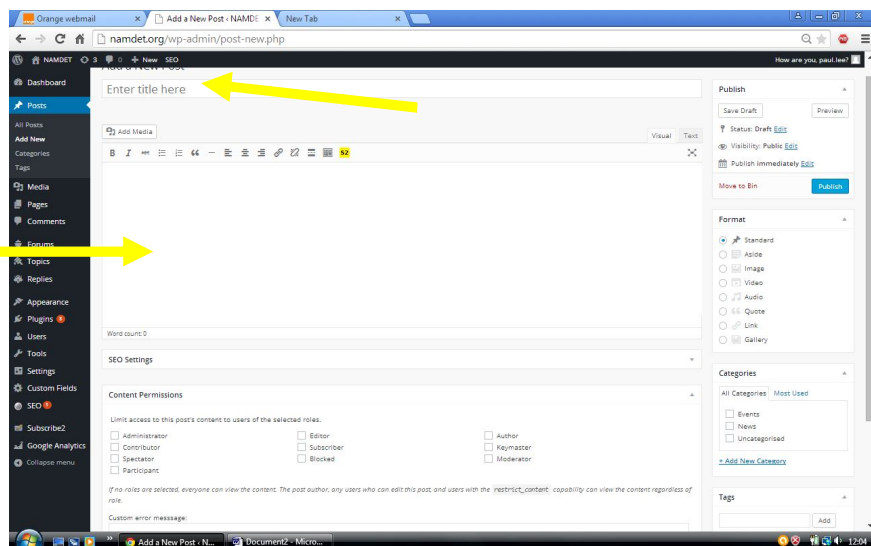 Orange webmail
Add a New Post ‹ NAMDE
New Tab
namdet.org/wp-admin/post-new.php
NAMDET 3 0 + New SEO
How are you, paul.lee?
Add a New Post
Dashboard
Posts
All Posts
Add New
Categories
Tags
Media
Pages
Comments
Forums
Topics
Replies
Appearance
Plugins
Users
Tools
Settings
Custom Fields
SEO
Subscribe2
Google Analytics
Collapse menu
Enter title here
Add Media
Visual Text
B I ABC
S2
Word count: 0
SEO Settings
Content Permissions
Limit access to this post's content to users of the selected roles.
Administrator Editor Author
Contributor Subscriber Keymaster
Spectator Blocked Moderator
Participant
If no roles are selected, everyone can view the content. The post author, any users who can edit this post, and users with the restrict_content capability can view the content regardless of
role.
Custom error messsage:
Publish
Save Draft Preview
Status: Draft Edit
Visibility: Public Edit
Publish immediately Edit
Move to Bin Publish
Format
Standard
Aside
Image
Video
Audio
Quote
Link
Gallery
Categories
All Categories Most Used
Events
News
Uncategorised
+ Add New Category
Tags
Add
Add a New Post ‹ N...
Document2 - Micro...
12:04